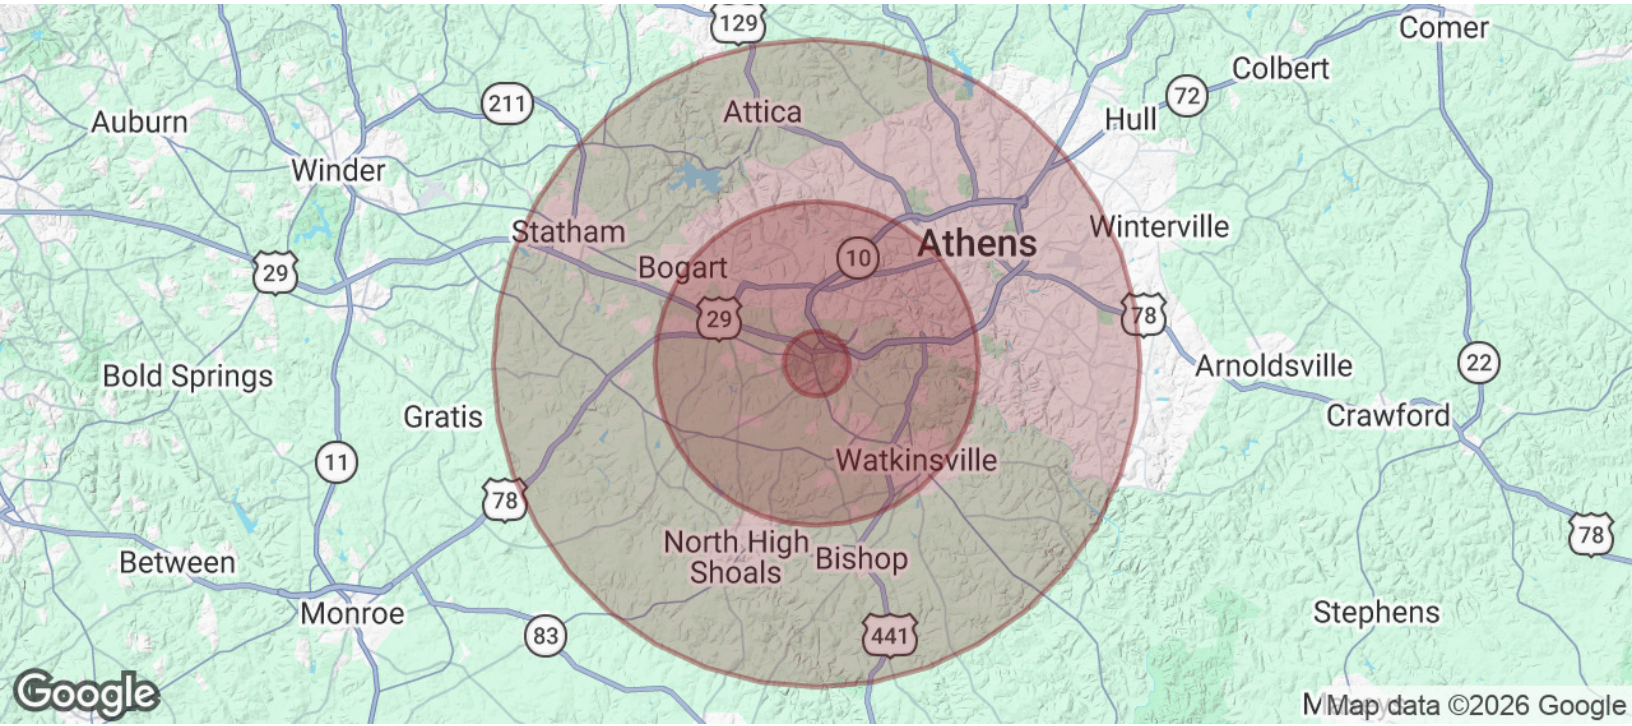 129
Comer
Colbert
72
211
Attica
Hull
Auburn
Winder
Winterville
Statham
Athens
10
Bogart
29
29
78
Arnoldsville
22
Bold Springs
Gratis
Crawford
11
Watkinsville
78
78
North High
Shoals
Bishop
Between
Monroe
83
441
Stephens
Google
Map data ©2026 Google